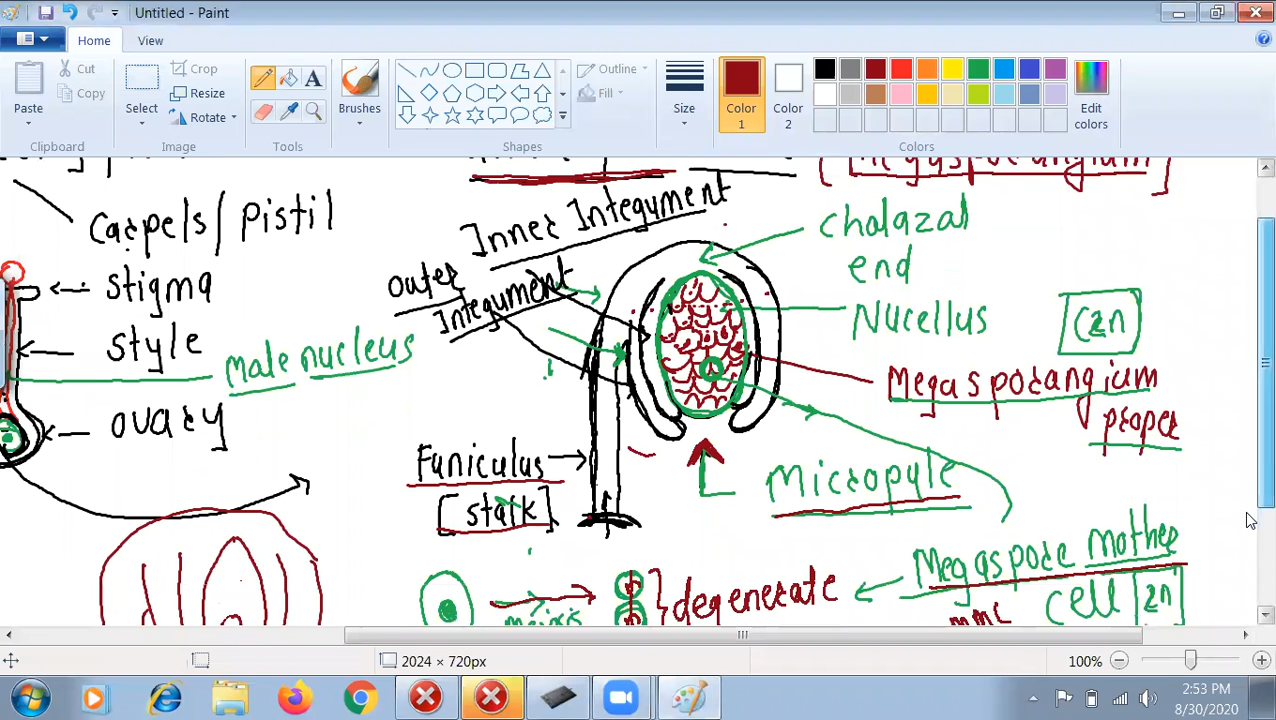 Untitled - Paint
Home
View
Paste
Cut
Copy
Clipboard
Select
Crop
Resize
Rotate
Image
Tools
Brushes
Shapes
Outline
Fill
Size
Color 1
Color 2
Edit colors
Colors
[Megasporangium]
Carpels/pistil
Inner Integument
Chalazal
end
outer
Integument
stigma
style
Male nucleus
ovary
Nucellus
2n
Megasporangium
proper
Funiculus
[stalk]
Micropyle
Megaspore mother
cell 2n
MMC
meiosis
degenerate
2024 × 720px
100%
2:53 PM
8/30/2020